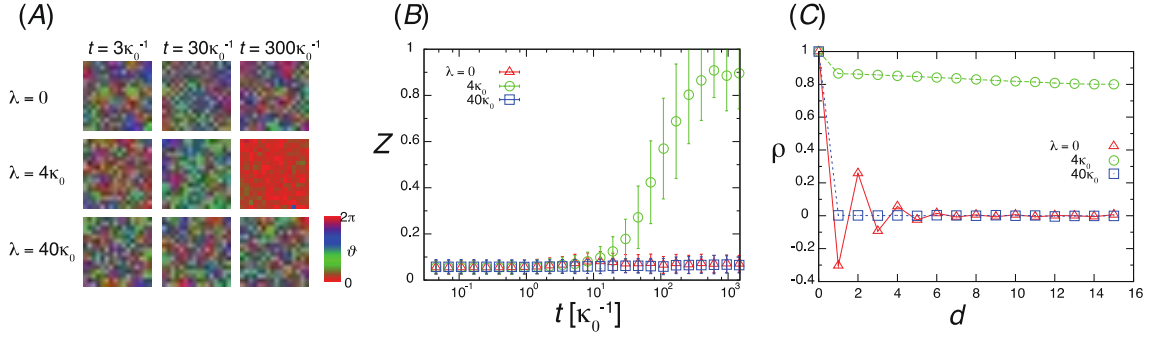 (A)
t = 3κ₀⁻¹ t = 30κ₀⁻¹ t = 300κ₀⁻¹
λ = 0
λ = 4κ₀
λ = 40κ₀
2π
ϑ
0
(B)
1
0.8
0.6
0.4
0.2
0
Z
λ = 0
4κ₀
40κ₀
10⁻¹ 10⁰ 10¹ 10² 10³
t [κ₀⁻¹]
(C)
1
0.8
0.6
0.4
0.2
0
-0.2
-0.4
ρ
λ = 0
4κ₀
40κ₀
0 2 4 6 8 10 12 14 16
d